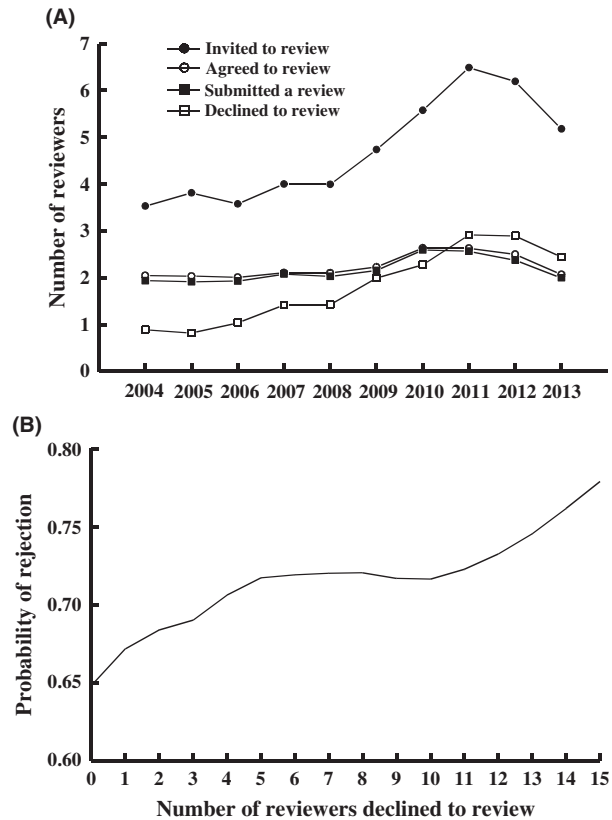 (A)
Number of reviewers
7
6
5
4
3
2
1
0
Invited to review
Agreed to review
Submitted a review
Declined to review
2004 2005 2006 2007 2008 2009 2010 2011 2012 2013
(B)
Probability of rejection
0.80
0.75
0.70
0.65
0.60
0 1 2 3 4 5 6 7 8 9 10 11 12 13 14 15
Number of reviewers declined to review